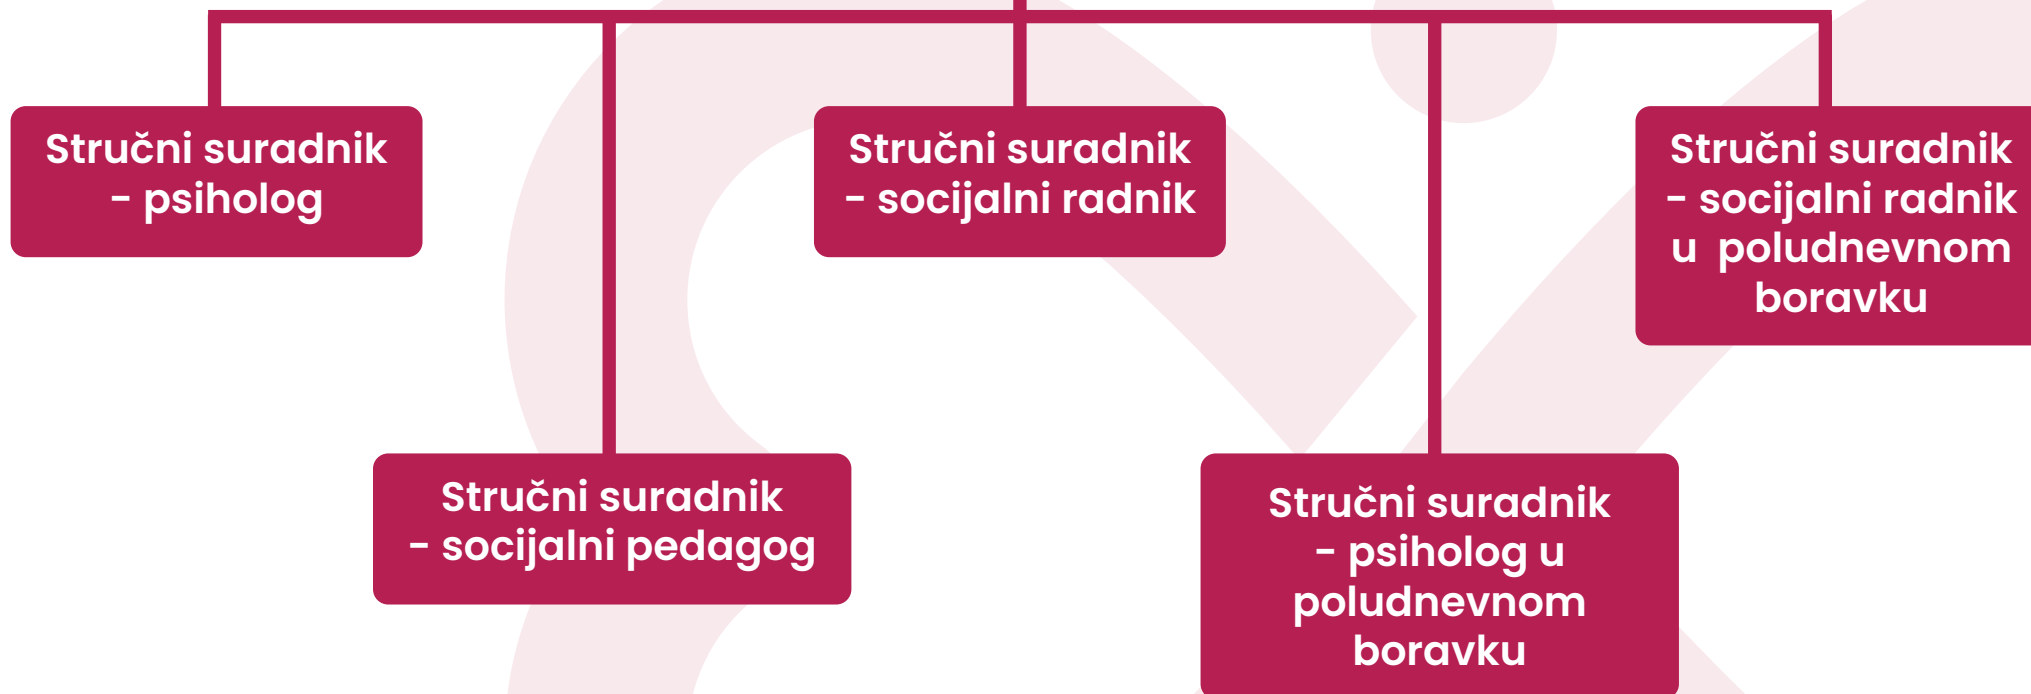 Stručni suradnik
- psiholog
Stručni suradnik
- socijalni radnik
Stručni suradnik
- socijalni radnik
u poludnevnom
boravku
Stručni suradnik
- socijalni pedagog
Stručni suradnik
- psiholog u
poludnevnom
boravku